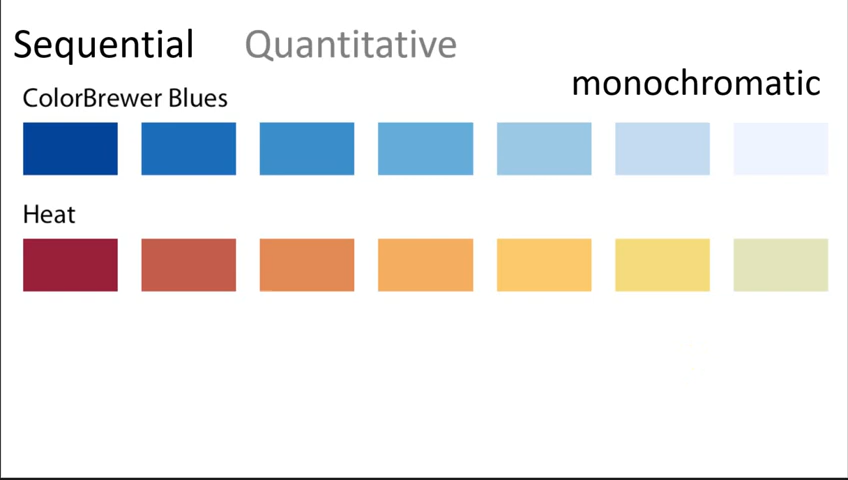 Sequential Quantitative
monochromatic
ColorBrewer Blues
Heat